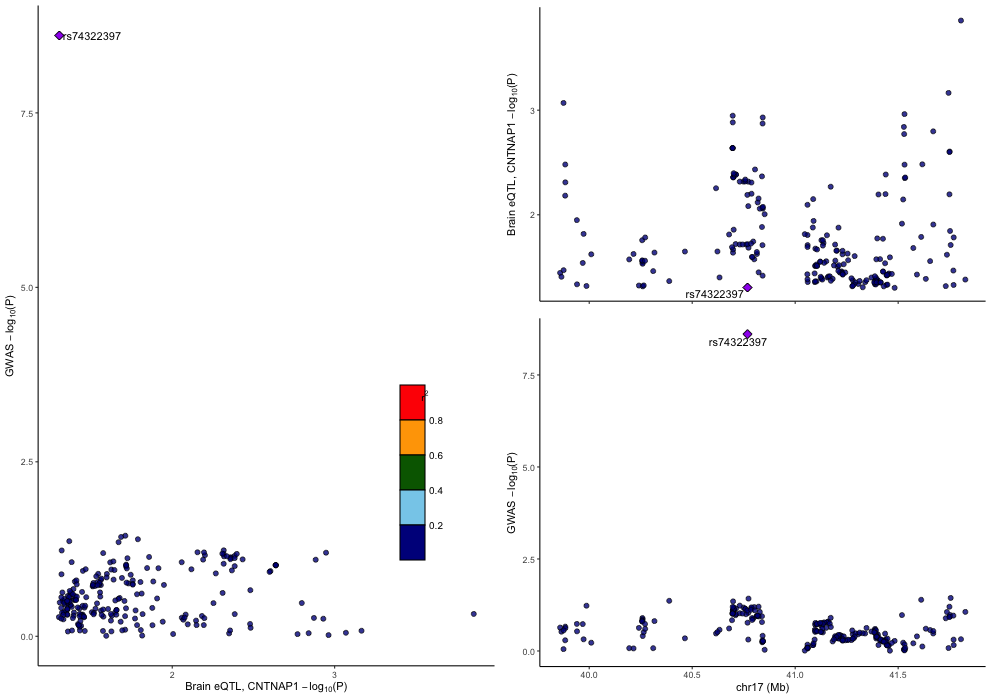 rs74322397
7.5
5.0
2.5
0.0
GWAS −log10(P)
2
3
Brain eQTL, CNTNAP1 −log10(P)
r2
0.8
0.6
0.4
0.2
3
2
Brain eQTL, CNTNAP1 −log10(P)
rs74322397
rs74322397
7.5
5.0
2.5
0.0
GWAS −log10(P)
40.0
40.5
41.0
41.5
chr17 (Mb)